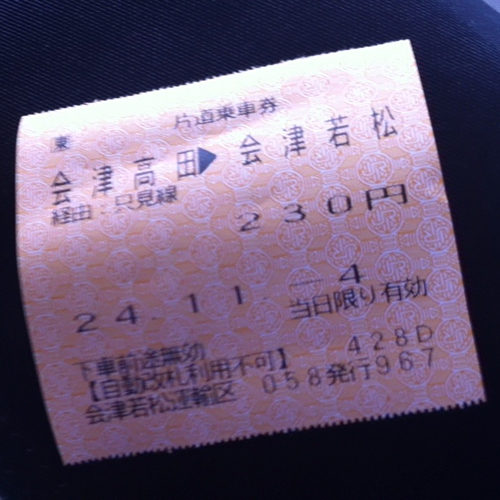 片道乗車券
東
会津高田▶会津若松
経由：只見線
230円
24.11.-4
当日限り有効
下車前途無効
428D
【自動改札利用不可】
会津若松運輸区 058発行967